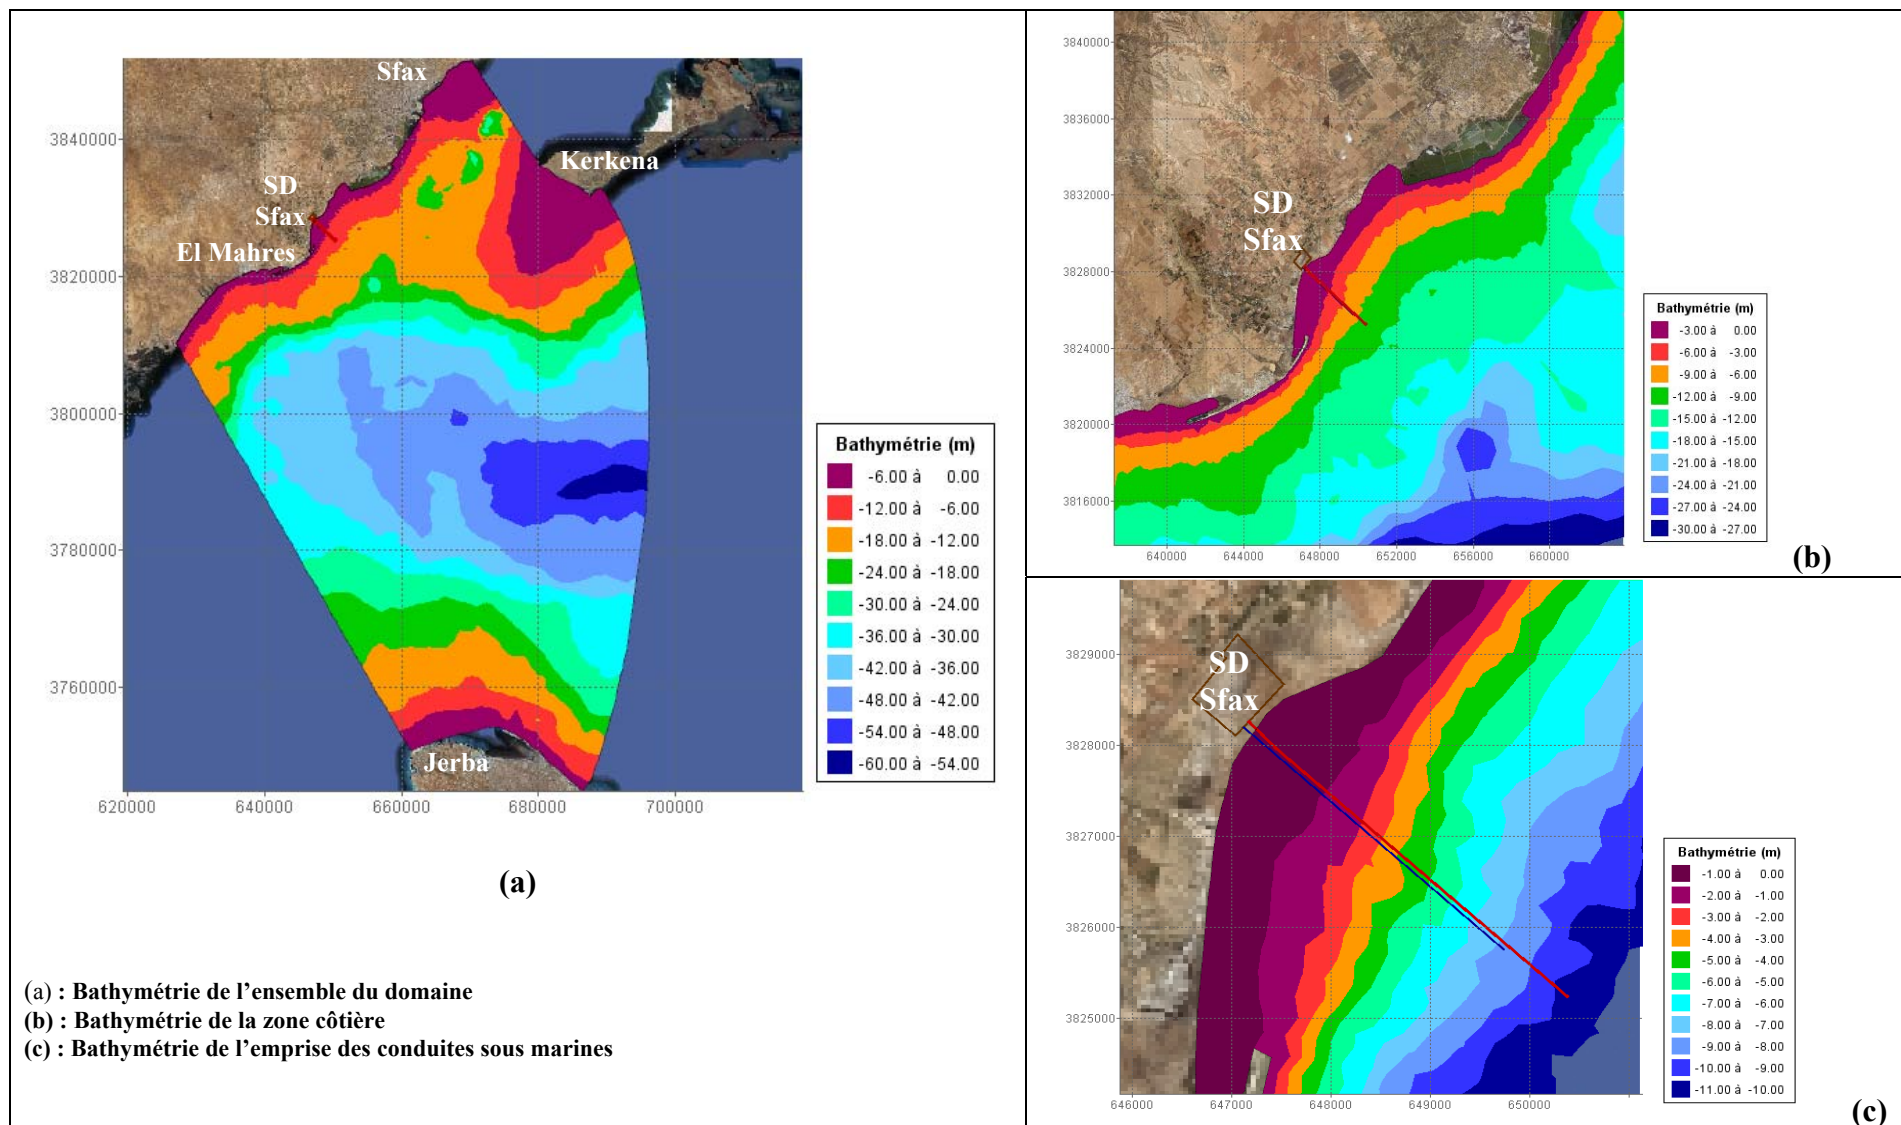 Sfax
3840000
Kerkena
SD
Sfax
El Mahres
3820000
3800000
3780000
3760000
Jerba
620000 640000 660000 680000 700000
Bathymétrie (m)
-6.00 à 0.00
-12.00 à -6.00
-18.00 à -12.00
-24.00 à -18.00
-30.00 à -24.00
-36.00 à -30.00
-42.00 à -36.00
-48.00 à -42.00
-54.00 à -48.00
-60.00 à -54.00
(a)
(a) : Bathymétrie de l’ensemble du domaine
(b) : Bathymétrie de la zone côtière
(c) : Bathymétrie de l’emprise des conduites sous marines
3840000
3836000
3832000
SD
Sfax
3828000
3824000
3820000
3816000
640000 644000 648000 652000 656000 660000
Bathymétrie (m)
-3.00 à 0.00
-6.00 à -3.00
-9.00 à -6.00
-12.00 à -9.00
-15.00 à -12.00
-18.00 à -15.00
-21.00 à -18.00
-24.00 à -21.00
-27.00 à -24.00
-30.00 à -27.00
(b)
3829000
SD
Sfax
3828000
3827000
3826000
3825000
646000 647000 648000 649000 650000
Bathymétrie (m)
-1.00 à 0.00
-2.00 à -1.00
-3.00 à -2.00
-4.00 à -3.00
-5.00 à -4.00
-6.00 à -5.00
-7.00 à -6.00
-8.00 à -7.00
-9.00 à -8.00
-10.00 à -9.00
-11.00 à -10.00
(c)